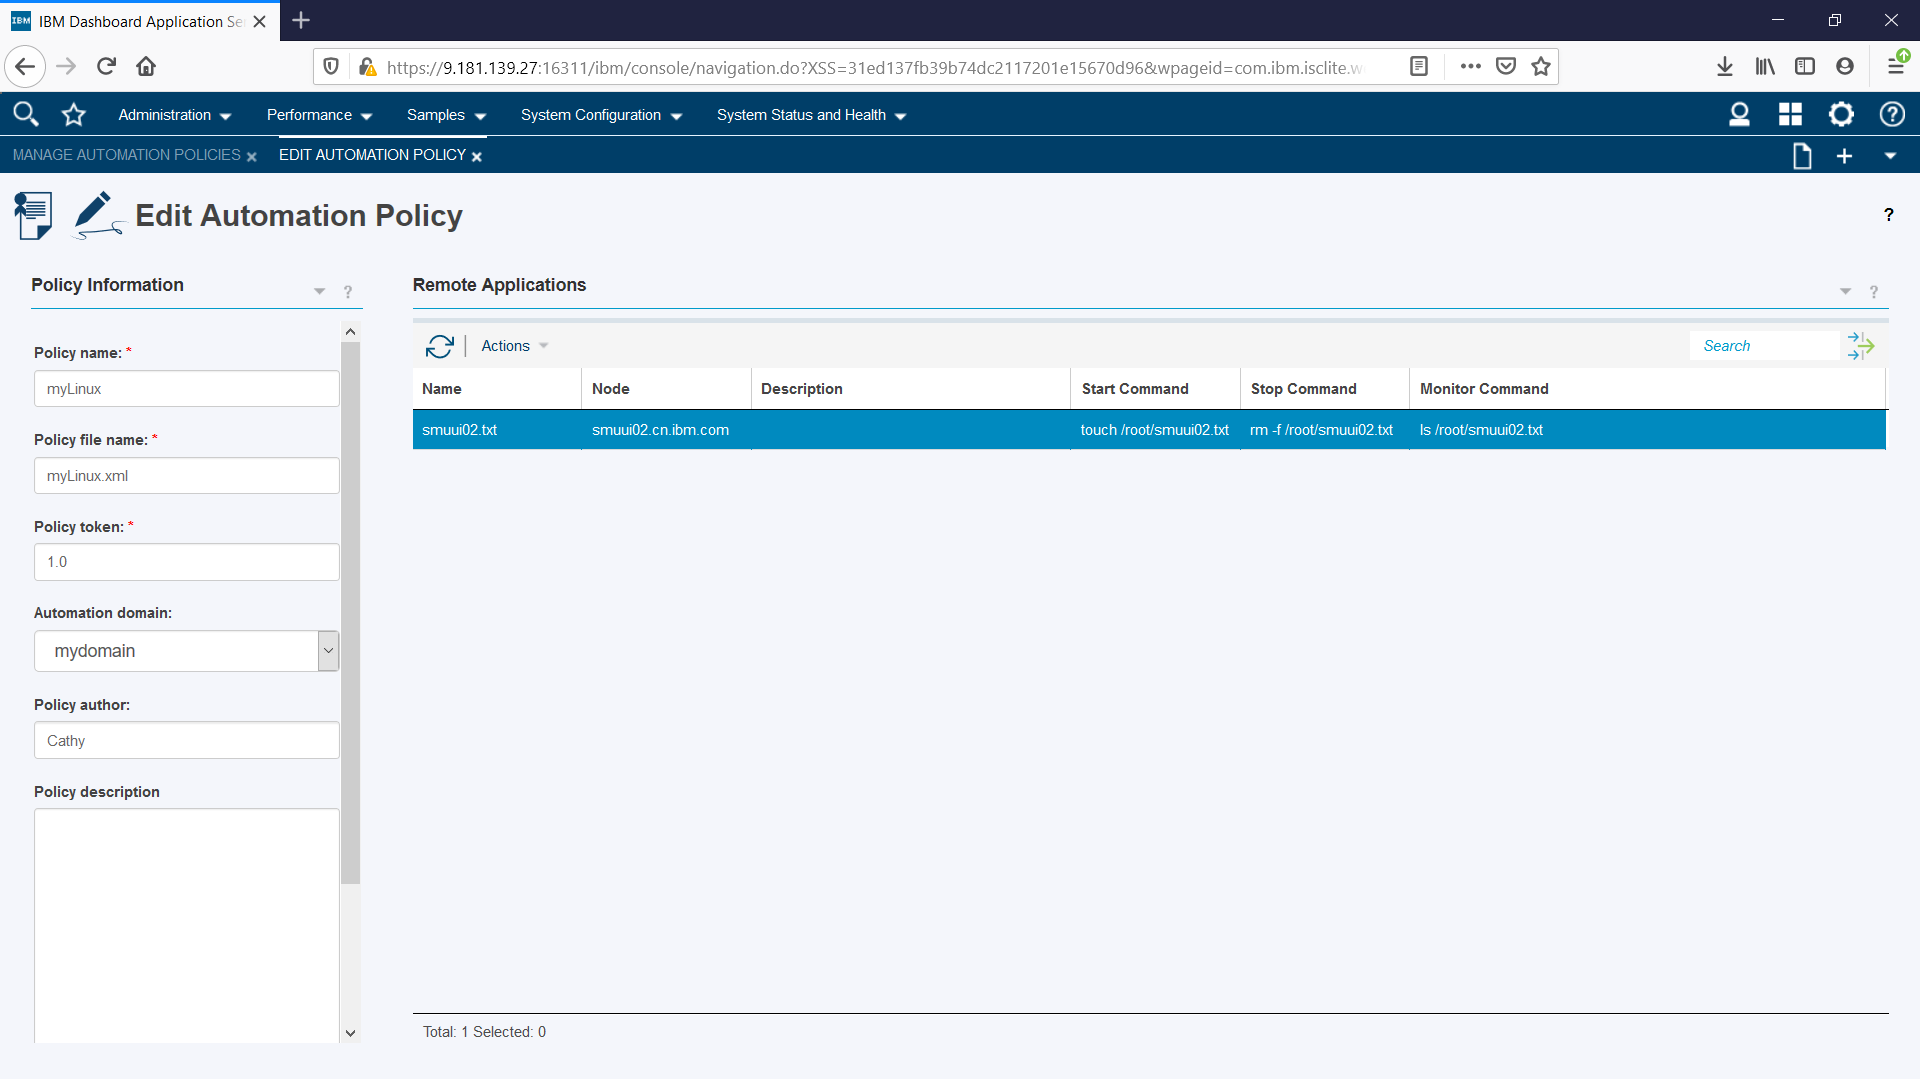 IBM Dashboard Application Se
https://9.181.139.27:16311/ibm/console/navigation.do?XSS=31ed137fb39b74dc2117201e15670d96&wpageid=com.ibm.isclite.w
Administration Performance Samples System Configuration System Status and Health
MANAGE AUTOMATION POLICIES EDIT AUTOMATION POLICY
Edit Automation Policy ?
Policy Information ?
Policy name: *
myLinux
Policy file name: *
myLinux.xml
Policy token: *
1.0
Automation domain:
mydomain
Policy author:
Cathy
Policy description
Remote Applications ?
Actions Search
Name Node Description Start Command Stop Command Monitor Command
smuui02.txt smuui02.cn.ibm.com touch /root/smuui02.txt rm -f /root/smuui02.txt ls /root/smuui02.txt
Total: 1 Selected: 0